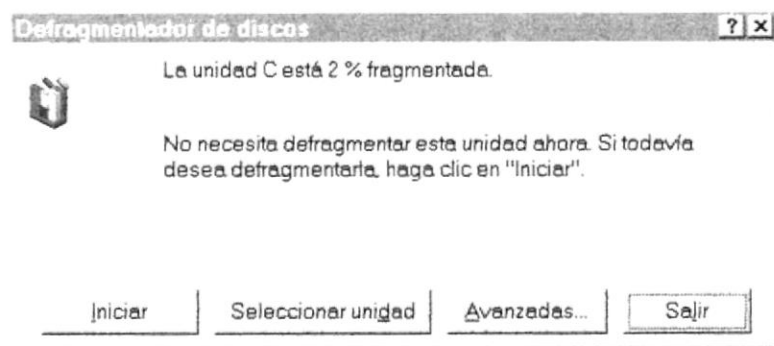 Defragmentador de discos
? x
La unidad C está 2 % fragmentada.
No necesita defragmentar esta unidad ahora. Si todavía
desea defragmentarla, haga clic en "Iniciar".
Iniciar Seleccionar unidad Avanzadas... Salir